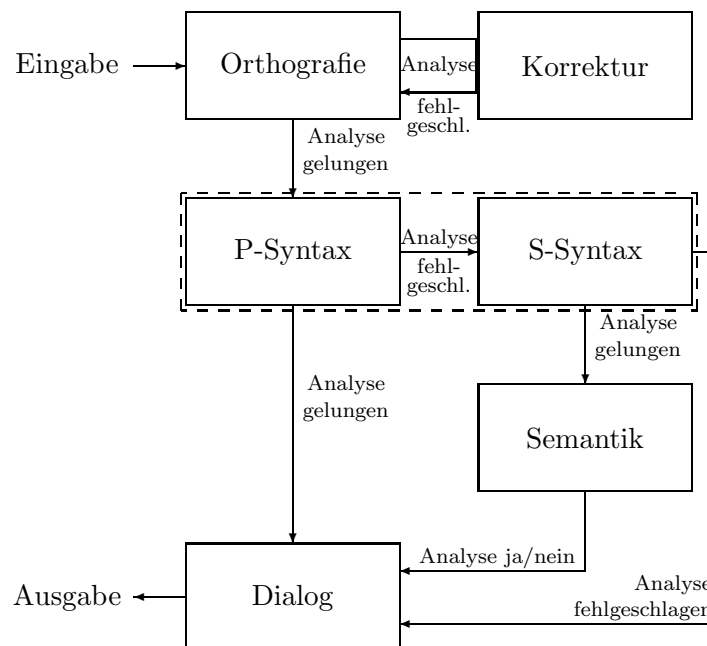 Eingabe
Orthografie
Analyse
fehl-
geschl.
Korrektur
Analyse
gelungen
P-Syntax
Analyse
fehl-
geschl.
S-Syntax
Analyse
gelungen
Analyse
gelungen
Semantik
Analyse ja/nein
Ausgabe
Dialog
Analyse
fehlgeschlagen